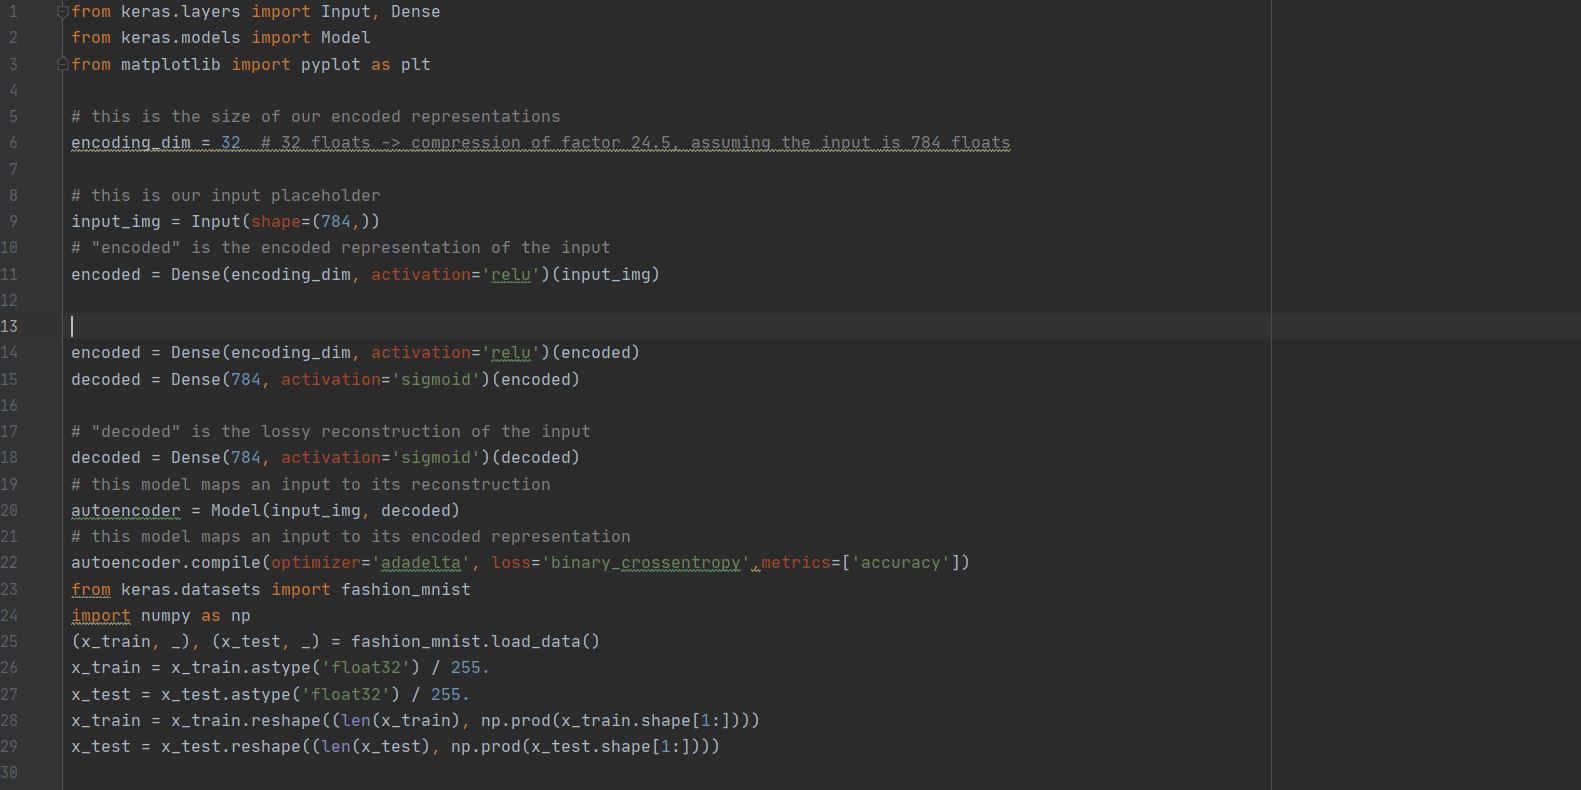 1 from keras.layers import Input, Dense
2 from keras.models import Model
3 from matplotlib import pyplot as plt
4
5 # this is the size of our encoded representations
6 encoding_dim = 32  # 32 floats -> compression of factor 24.5, assuming the input is 784 floats
7
8 # this is our input placeholder
9 input_img = Input(shape=(784,))
10 # "encoded" is the encoded representation of the input
11 encoded = Dense(encoding_dim, activation='relu')(input_img)
12
13
14 encoded = Dense(encoding_dim, activation='relu')(encoded)
15 decoded = Dense(784, activation='sigmoid')(encoded)
16
17 # "decoded" is the lossy reconstruction of the input
18 decoded = Dense(784, activation='sigmoid')(decoded)
19 # this model maps an input to its reconstruction
20 autoencoder = Model(input_img, decoded)
21 # this model maps an input to its encoded representation
22 autoencoder.compile(optimizer='adadelta', loss='binary_crossentropy',metrics=['accuracy'])
23 from keras.datasets import fashion_mnist
24 import numpy as np
25 (x_train, _), (x_test, _) = fashion_mnist.load_data()
26 x_train = x_train.astype('float32') / 255.
27 x_test = x_test.astype('float32') / 255.
28 x_train = x_train.reshape((len(x_train), np.prod(x_train.shape[1:])))
29 x_test = x_test.reshape((len(x_test), np.prod(x_test.shape[1:])))
30